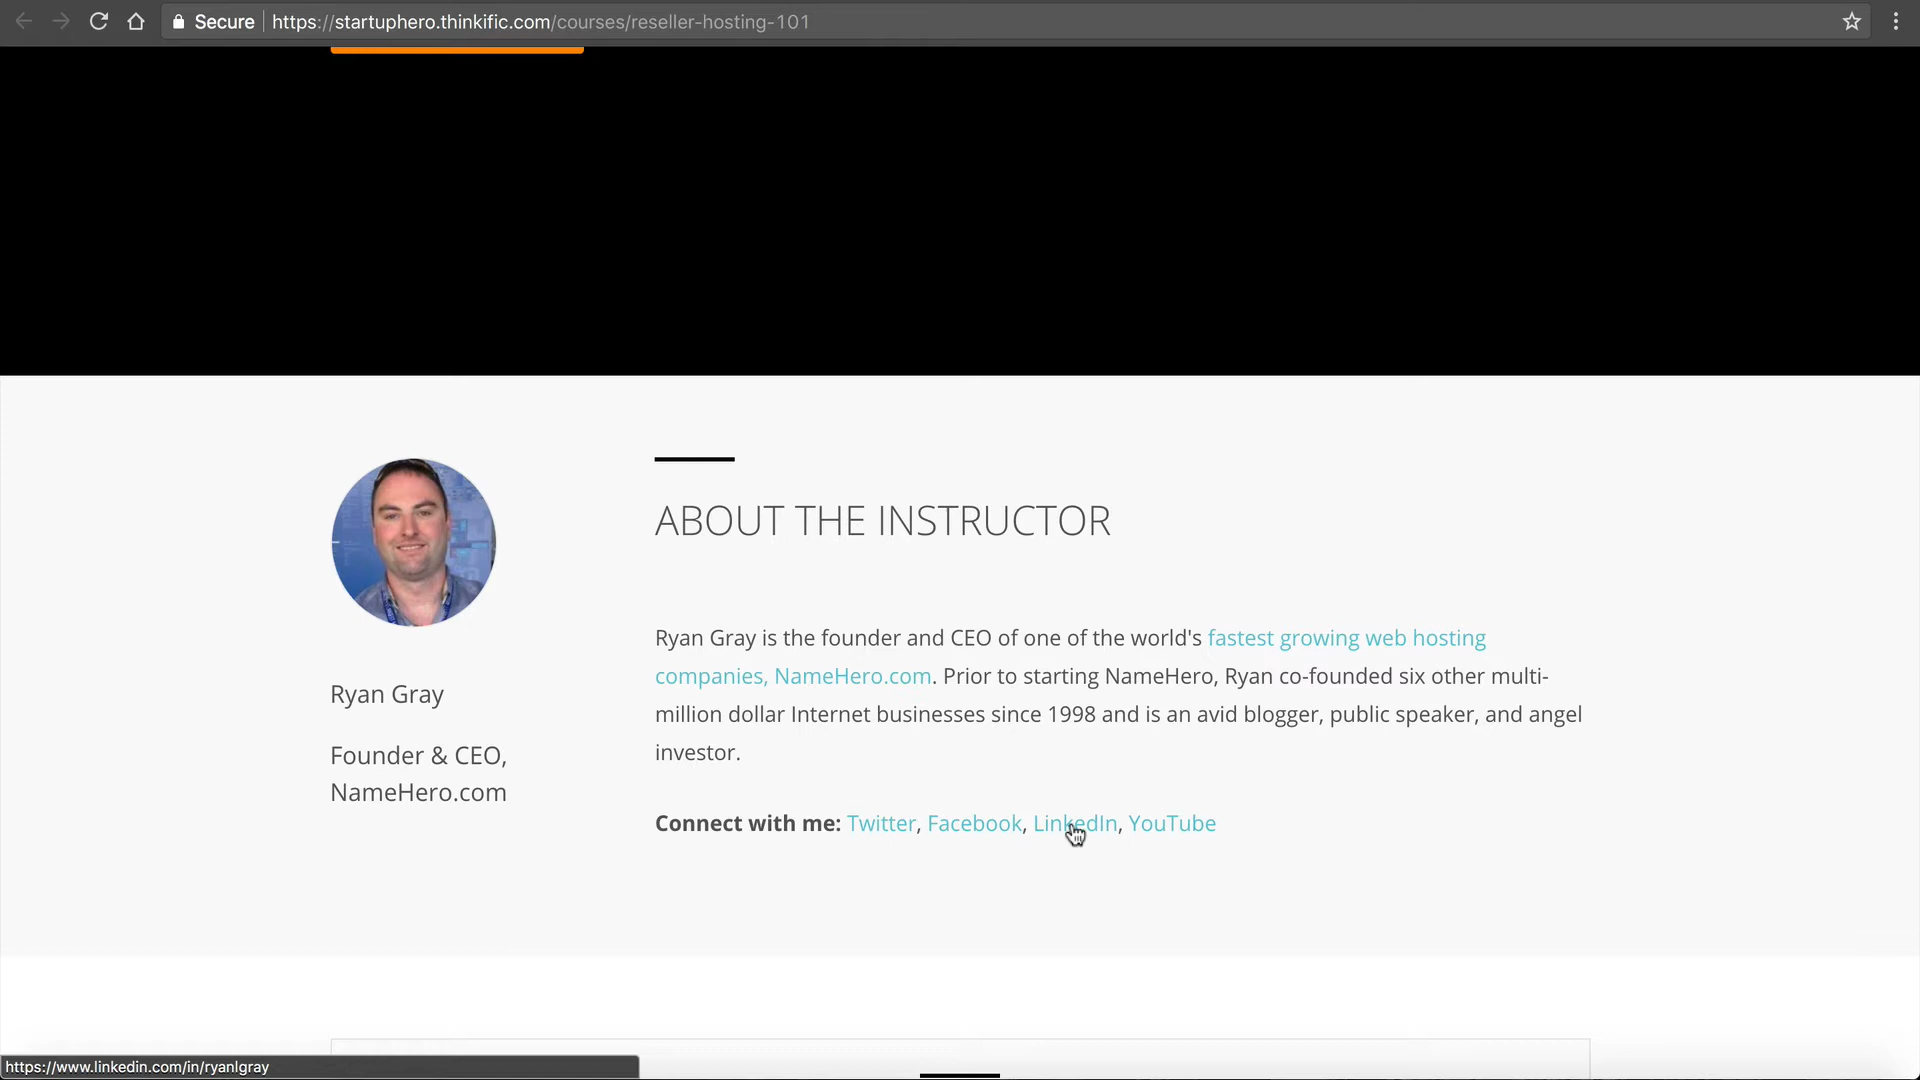 Secure https://startuphero.thinkific.com/courses/reseller-hosting-101
ABOUT THE INSTRUCTOR
Ryan Gray is the founder and CEO of one of the world's fastest growing web hosting
companies, NameHero.com. Prior to starting NameHero, Ryan co-founded six other multi-
million dollar Internet businesses since 1998 and is an avid blogger, public speaker, and angel
investor.
Ryan Gray
Founder & CEO,
NameHero.com
Connect with me: Twitter, Facebook, LinkedIn, YouTube
https://www.linkedin.com/in/ryanlgray